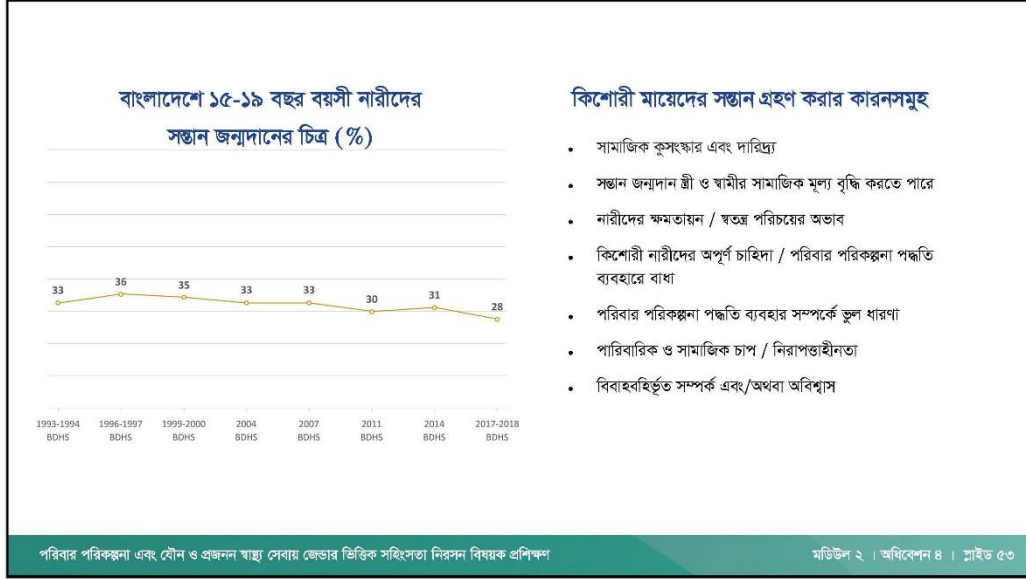 বাংলাদেশে ১৫-১৯ বছর বয়সী নারীদের
সন্তান জন্মদানের চিত্র (%)
33
36
35
33
33
30
31
28
1993-1994 BDHS
1996-1997 BDHS
1999-2000 BDHS
2004 BDHS
2007 BDHS
2011 BDHS
2014 BDHS
2017-2018 BDHS
কিশোরী মায়েদের সন্তান গ্রহণ করার কারনসমুহ
• সামাজিক কুসংস্কার এবং দারিদ্র্য
• সন্তান জন্মদান স্ত্রী ও স্বামীর সামাজিক মূল্য বৃদ্ধি করতে পারে
• নারীদের ক্ষমতায়ন / স্বতন্ত্র পরিচয়ের অভাব
• কিশোরী নারীদের অপূর্ণ চাহিদা / পরিবার পরিকল্পনা পদ্ধতি
ব্যবহারে বাধা
• পরিবার পরিকল্পনা পদ্ধতি ব্যবহার সম্পর্কে ভুল ধারণা
• পারিবারিক ও সামাজিক চাপ / নিরাপত্তাহীনতা
• বিবাহবহির্ভূত সম্পর্ক এবং/অথবা অবিশ্বাস
পরিবার পরিকল্পনা এবং যৌন ও প্রজনন স্বাস্থ্য সেবায় জেন্ডার ভিত্তিক সহিংসতা নিরসন বিষয়ক প্রশিক্ষণ
মডিউল ২ । অধিবেশন ৪ । স্লাইড ৫৩